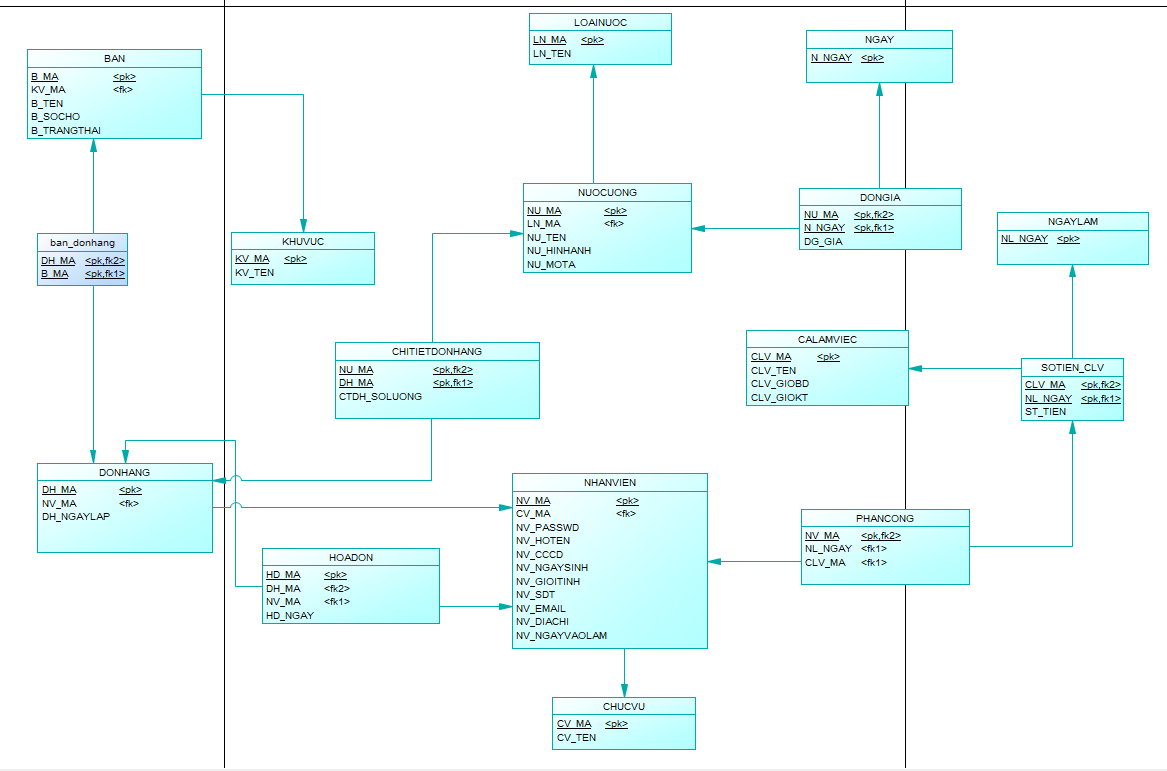 LOAINUOC
LN_MA <pk>
LN_TEN
NGAY
N_NGAY <pk>
BAN
B_MA <pk>
KV_MA <fk>
B_TEN
B_SOCHO
B_TRANGTHAI
NUOCUONG
NU_MA <pk>
LN_MA <fk>
NU_TEN
NU_HINHANH
NU_MOTA
DONGIA
NU_MA <pk,fk2>
N_NGAY <pk,fk1>
DG_GIA
NGAYLAM
NL_NGAY <pk>
ban_donhang
DH_MA <pk,fk2>
B_MA <pk,fk1>
KHUVUC
KV_MA <pk>
KV_TEN
CHITIETDONHANG
NU_MA <pk,fk2>
DH_MA <pk,fk1>
CTDH_SOLUONG
CALAMVIEC
CLV_MA <pk>
CLV_TEN
CLV_GIOBD
CLV_GIOKT
SOTIEN_CLV
CLV_MA <pk,fk2>
NL_NGAY <pk,fk1>
ST_TIEN
DONHANG
DH_MA <pk>
NV_MA <fk>
DH_NGAYLAP
NHANVIEN
NV_MA <pk>
CV_MA <fk>
NV_PASSWD
NV_HOTEN
NV_CCCD
NV_NGAYSINH
NV_GIOITINH
NV_SDT
NV_EMAIL
NV_DIACHI
NV_NGAYVAOLAM
PHANCONG
NV_MA <pk,fk2>
NL_NGAY <fk1>
CLV_MA <fk1>
HOADON
HD_MA <pk>
DH_MA <fk2>
NV_MA <fk1>
HD_NGAY
CHUCVU
CV_MA <pk>
CV_TEN